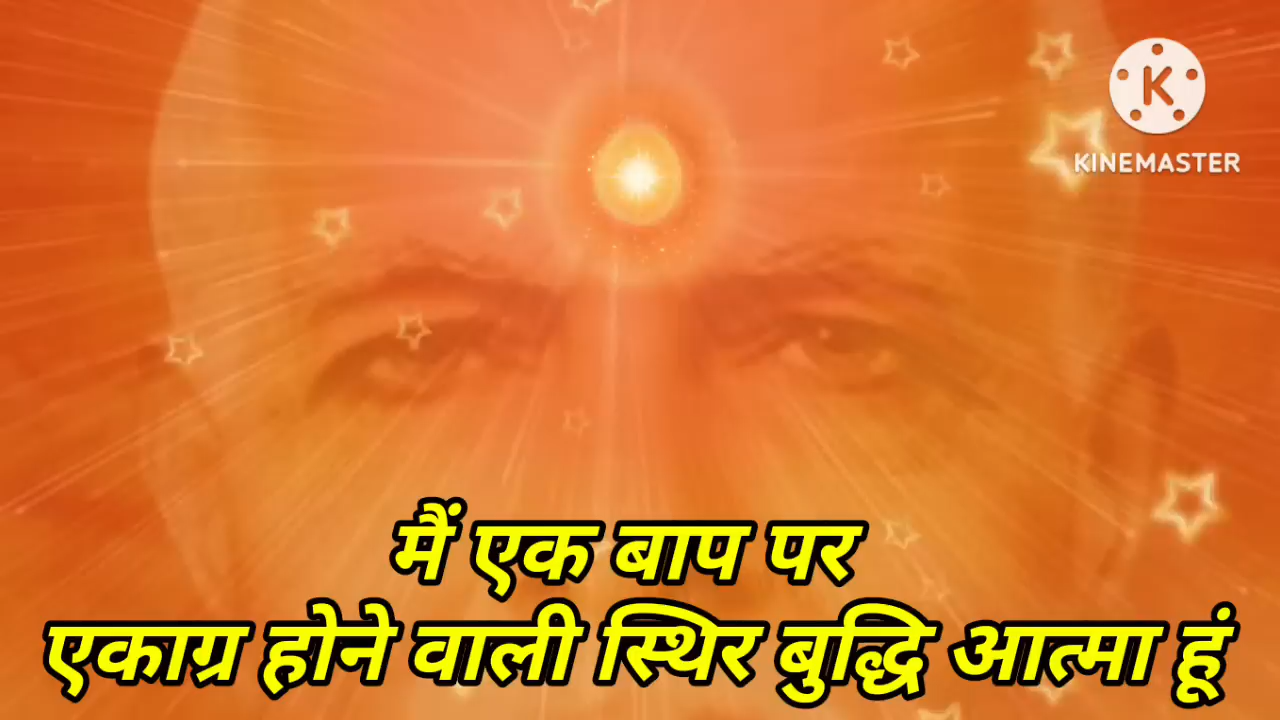 K
KINEMASTER
मैं एक बाप पर
एकाग्र होने वाली स्थिर बुद्धि आत्मा हूं